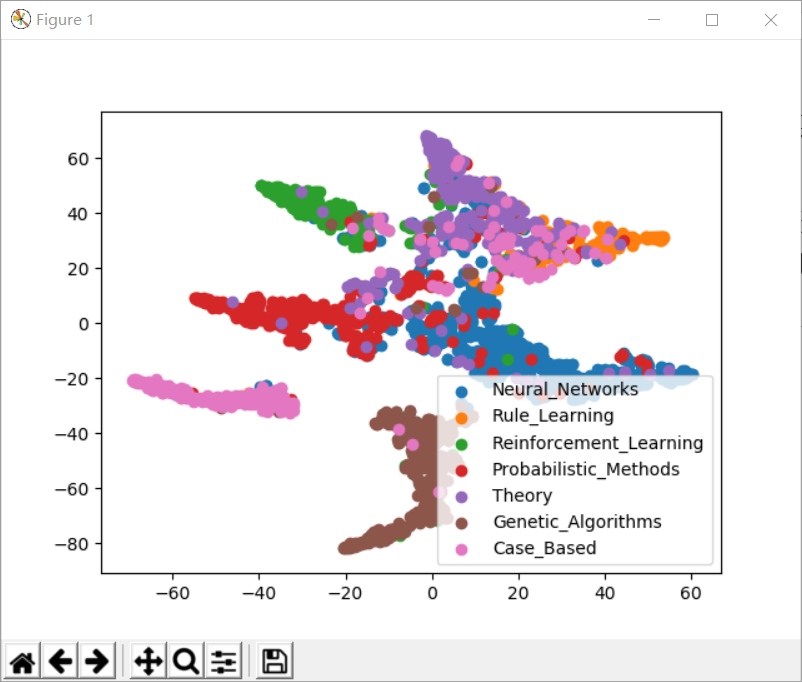 Figure 1
60
40
20
0
−20
−40
−60
−80
Neural_Networks
Rule_Learning
Reinforcement_Learning
Probabilistic_Methods
Theory
Genetic_Algorithms
Case_Based
−60 −40 −20 0 20 40 60